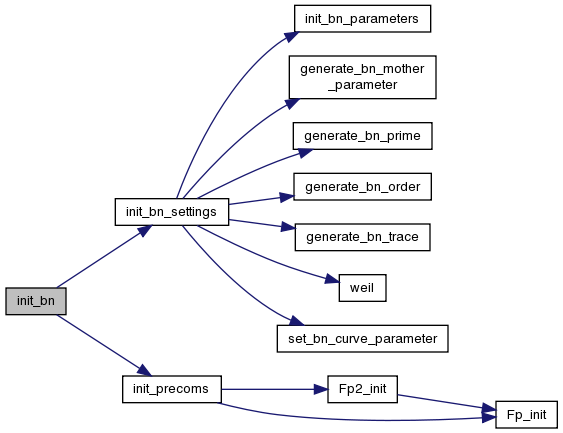 init_bn_parameters
generate_bn_mother
_parameter
generate_bn_prime
generate_bn_order
init_bn_settings
generate_bn_trace
weil
init_bn
set_bn_curve_parameter
init_precoms
Fp2_init
Fp_init